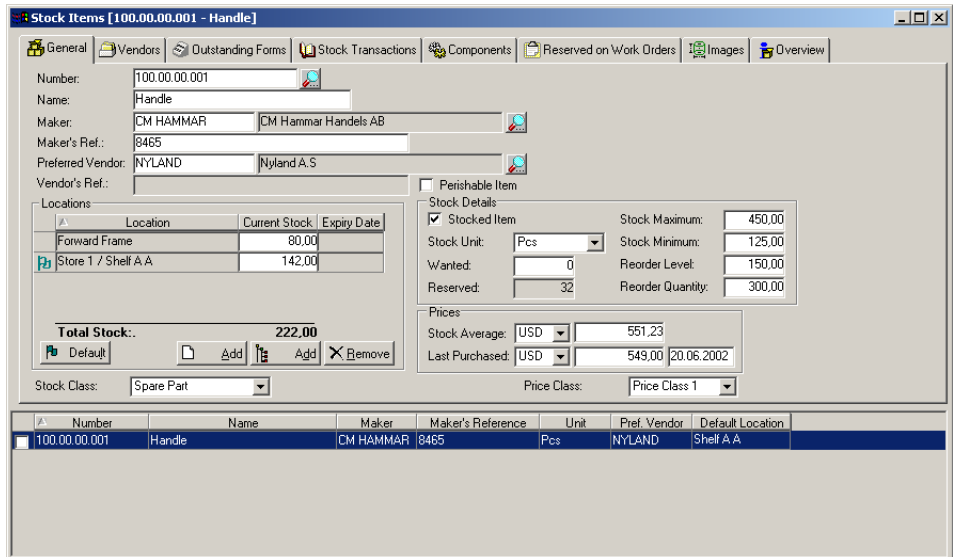 Stock Items [100.00.00.001 - Handle]
General Vendors Outstanding Forms Stock Transactions Components Reserved on Work Orders Images Overview
Number: 100.00.00.001
Name: Handle
Maker: CM HAMMAR CM Hammar Handels AB
Maker's Ref.: 8465
Preferred Vendor: NYLAND Nyland A.S
Vendor's Ref.:
Perishable Item
Locations
Location Current Stock Expiry Date
Forward Frame 80,00
Store 1 / Shelf A A 142,00
Total Stock:. 222,00
Default Add Add Remove
Stock Details
Stocked Item Stock Maximum: 450,00
Stock Unit: Pcs Stock Minimum: 125,00
Wanted: 0 Reorder Level: 150,00
Reserved: 32 Reorder Quantity: 300,00
Prices
Stock Average: USD 551,23
Last Purchased: USD 549,00 20.06.2002
Stock Class: Spare Part Price Class: Price Class 1
Number Name Maker Maker's Reference Unit Pref. Vendor Default Location
100.00.00.001 Handle CM HAMMAR 8465 Pcs NYLAND Shelf A A